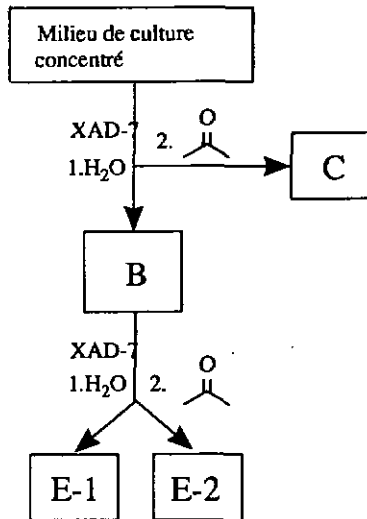 Milieu de culture
concentré
XAD-7 2. O
1.H₂O
C
B
XAD-7 O
1.H₂O 2.
E-1 E-2